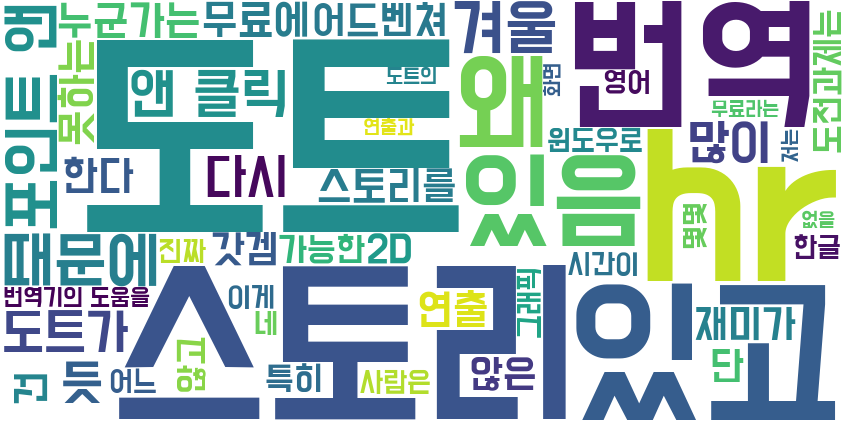 누군가는
무료에
어드벤쳐
겨울
번역
도전과제는
포인트 앤
못하는
도트
앤 클릭
도트의
연출과
왜
화면
영어
무료라는
윈도우로
많이
저는
한다
다시
스토리를
있음
hr
몇몇
없을
한글
때문에
진짜
갓겜
가능한2D
시간이
번역기의 도움을
이게
네
도트가
스토리
연출
그래픽
있고
재미가
단
건
듯
어느
않고
특히
사람은
않은